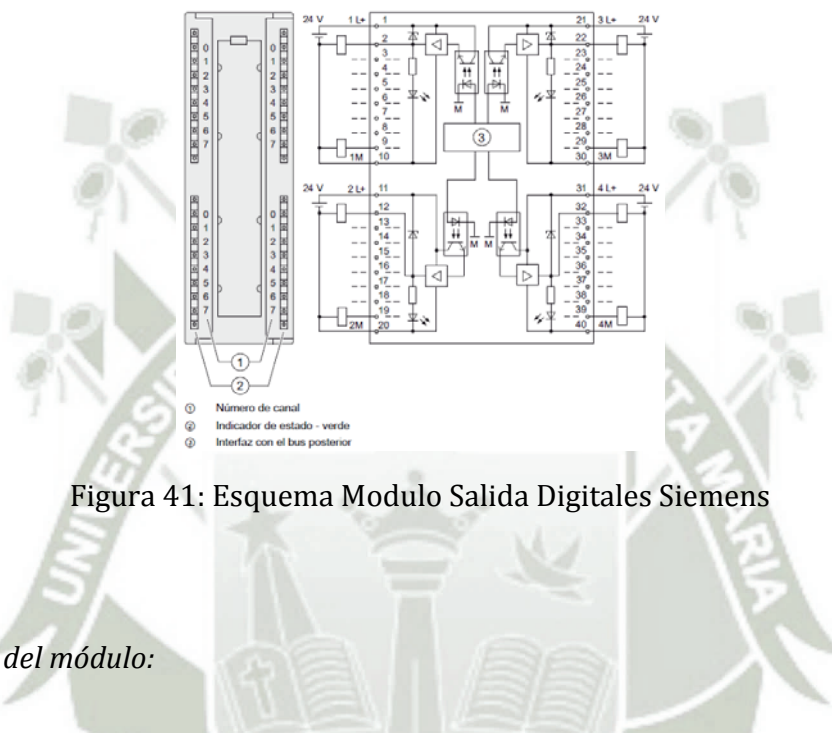 24 V 1 L+ 1 21 3 L+ 24 V
2 22
0 0 3 23
1 1 4 24
2 2 5 25
3 3 6 26
4 4 7 27
5 5 8 28
6 6 9 29
7 7 1M 10 30 3M
M M
③
24 V 2 L+ 11 31 4 L+ 24 V
12 32
0 0 13 33
1 1 14 34
2 2 15 35
3 3 16 36
4 4 17 37
5 5 18 38
6 6 19 39
7 7 2M 20 40 4M
M M
①
②
① Número de canal
② Indicador de estado - verde
③ Interfaz con el bus posterior
Figura 41: Esquema Modulo Salida Digitales Siemens
del módulo: